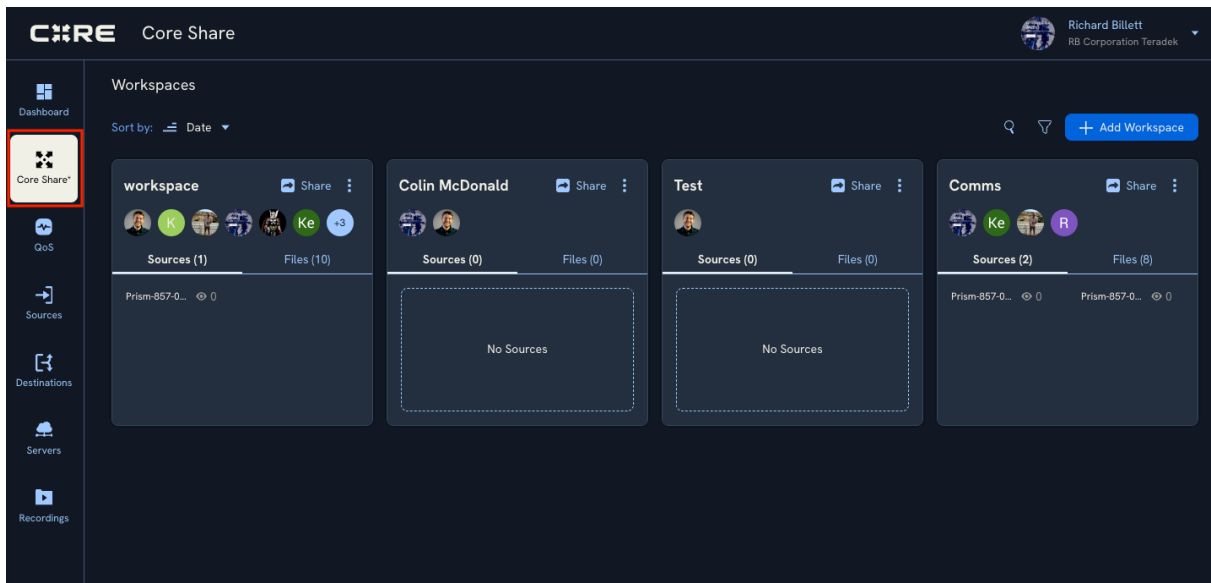 CORE Core Share
Richard Billett
RB Corporation Teradek
Dashboard
Core Share*
QoS
Sources
Destinations
Servers
Recordings
Workspaces
Sort by: Date
+ Add Workspace
workspace Share
K Ke +3
Sources (1) Files (10)
Prism-857-0... 0
Colin McDonald Share
Sources (0) Files (0)
No Sources
Test Share
Sources (0) Files (0)
No Sources
Comms Share
Ke R
Sources (2) Files (8)
Prism-857-0... 0 Prism-857-0... 0